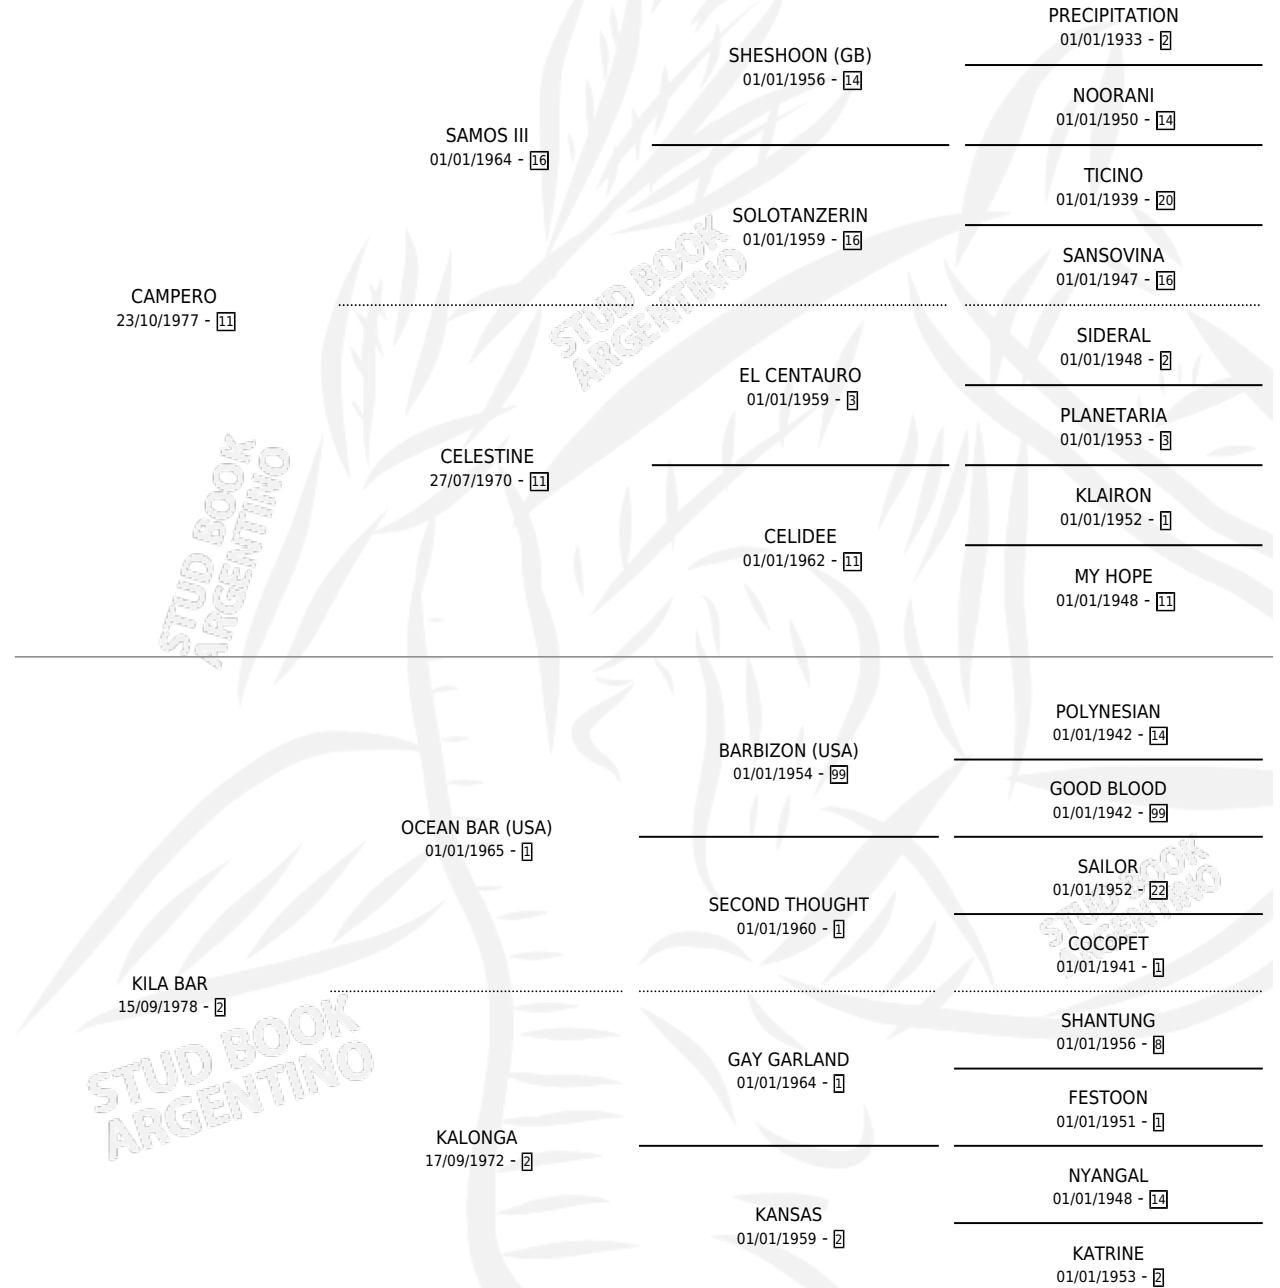 PRECIPITATION
01/01/1933 - 2
SHESHOON (GB)
01/01/1956 - 14
NOORANI
01/01/1950 - 14
SAMOS III
01/01/1964 - 16
TICINO
01/01/1939 - 20
SOLOTANZERIN
01/01/1959 - 16
SANSOVINA
01/01/1947 - 16
STUD BOOK
ARGENTINO
CAMPERO
23/10/1977 - 11
SIDERAL
01/01/1948 - 2
EL CENTAURO
01/01/1959 - 3
PLANETARIA
01/01/1953 - 3
CELESTINE
27/07/1970 - 11
KLAIRON
01/01/1952 - 1
CELIDEE
01/01/1962 - 11
MY HOPE
01/01/1948 - 11
STUD BOOK
ARGENTINO
POLYNESIAN
01/01/1942 - 14
BARBIZON (USA)
01/01/1954 - 99
GOOD BLOOD
01/01/1942 - 99
OCEAN BAR (USA)
01/01/1965 - 1
SAILOR
01/01/1952 - 22
SECOND THOUGHT
01/01/1960 - 1
COCOPET
01/01/1941 - 1
STUD BOOK
ARGENTINO
KILA BAR
15/09/1978 - 2
SHANTUNG
01/01/1956 - 8
GAY GARLAND
01/01/1964 - 1
FESTOON
01/01/1951 - 1
STUD BOOK
ARGENTINO
KALONGA
17/09/1972 - 2
NYANGAL
01/01/1948 - 14
KANSAS
01/01/1959 - 2
KATRINE
01/01/1953 - 2